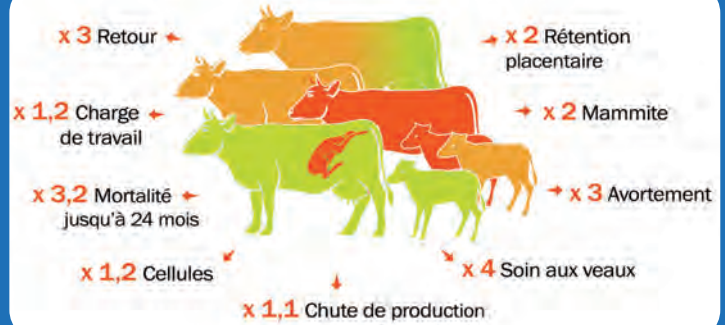 x 3 Retour
x 2 Rétention
placentaire
x 1,2 Charge
de travail
x 2 Mammite
x 3,2 Mortalité
jusqu'à 24 mois
x 3 Avortement
x 1,2 Cellules
x 4 Soin aux veaux
x 1,1 Chute de production